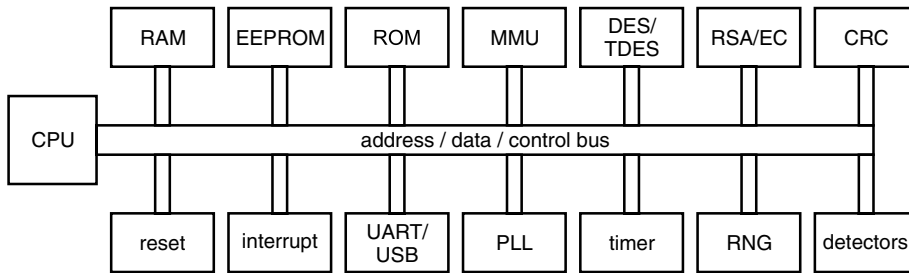 RAM
EEPROM
ROM
MMU
DES/
TDES
RSA/EC
CRC
CPU
address / data / control bus
reset
interrupt
UART/
USB
PLL
timer
RNG
detectors